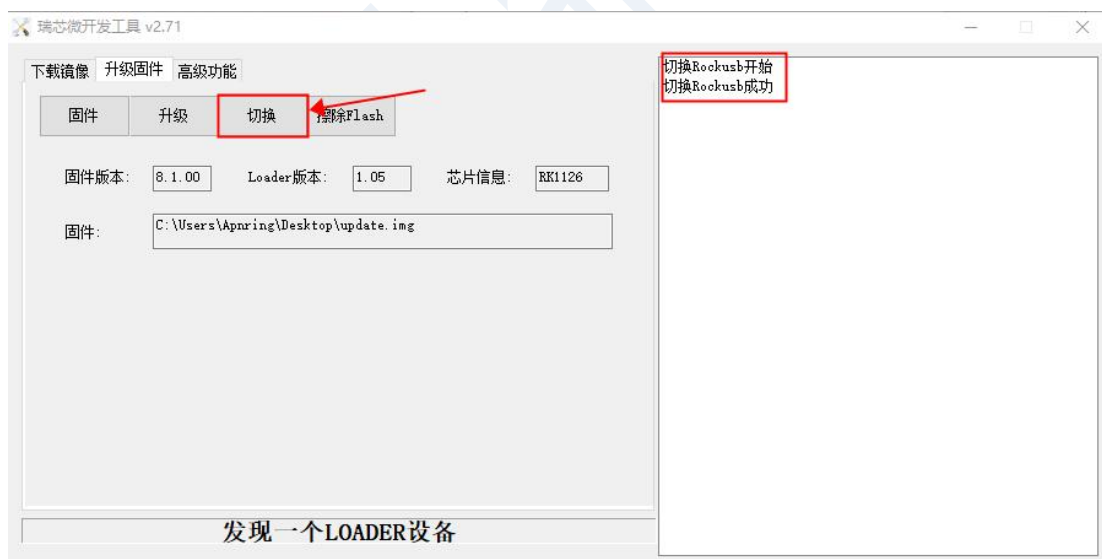 瑞芯微开发工具 v2.71
下载镜像 升级固件 高级功能
固件 升级 切换 擦除Flash
固件版本: 8.1.00 Loader版本: 1.05 芯片信息: RK1126
固件: C:\Users\Apnring\Desktop\update.img
发现一个LOADER设备
切换Rockusb开始
切换Rockusb成功